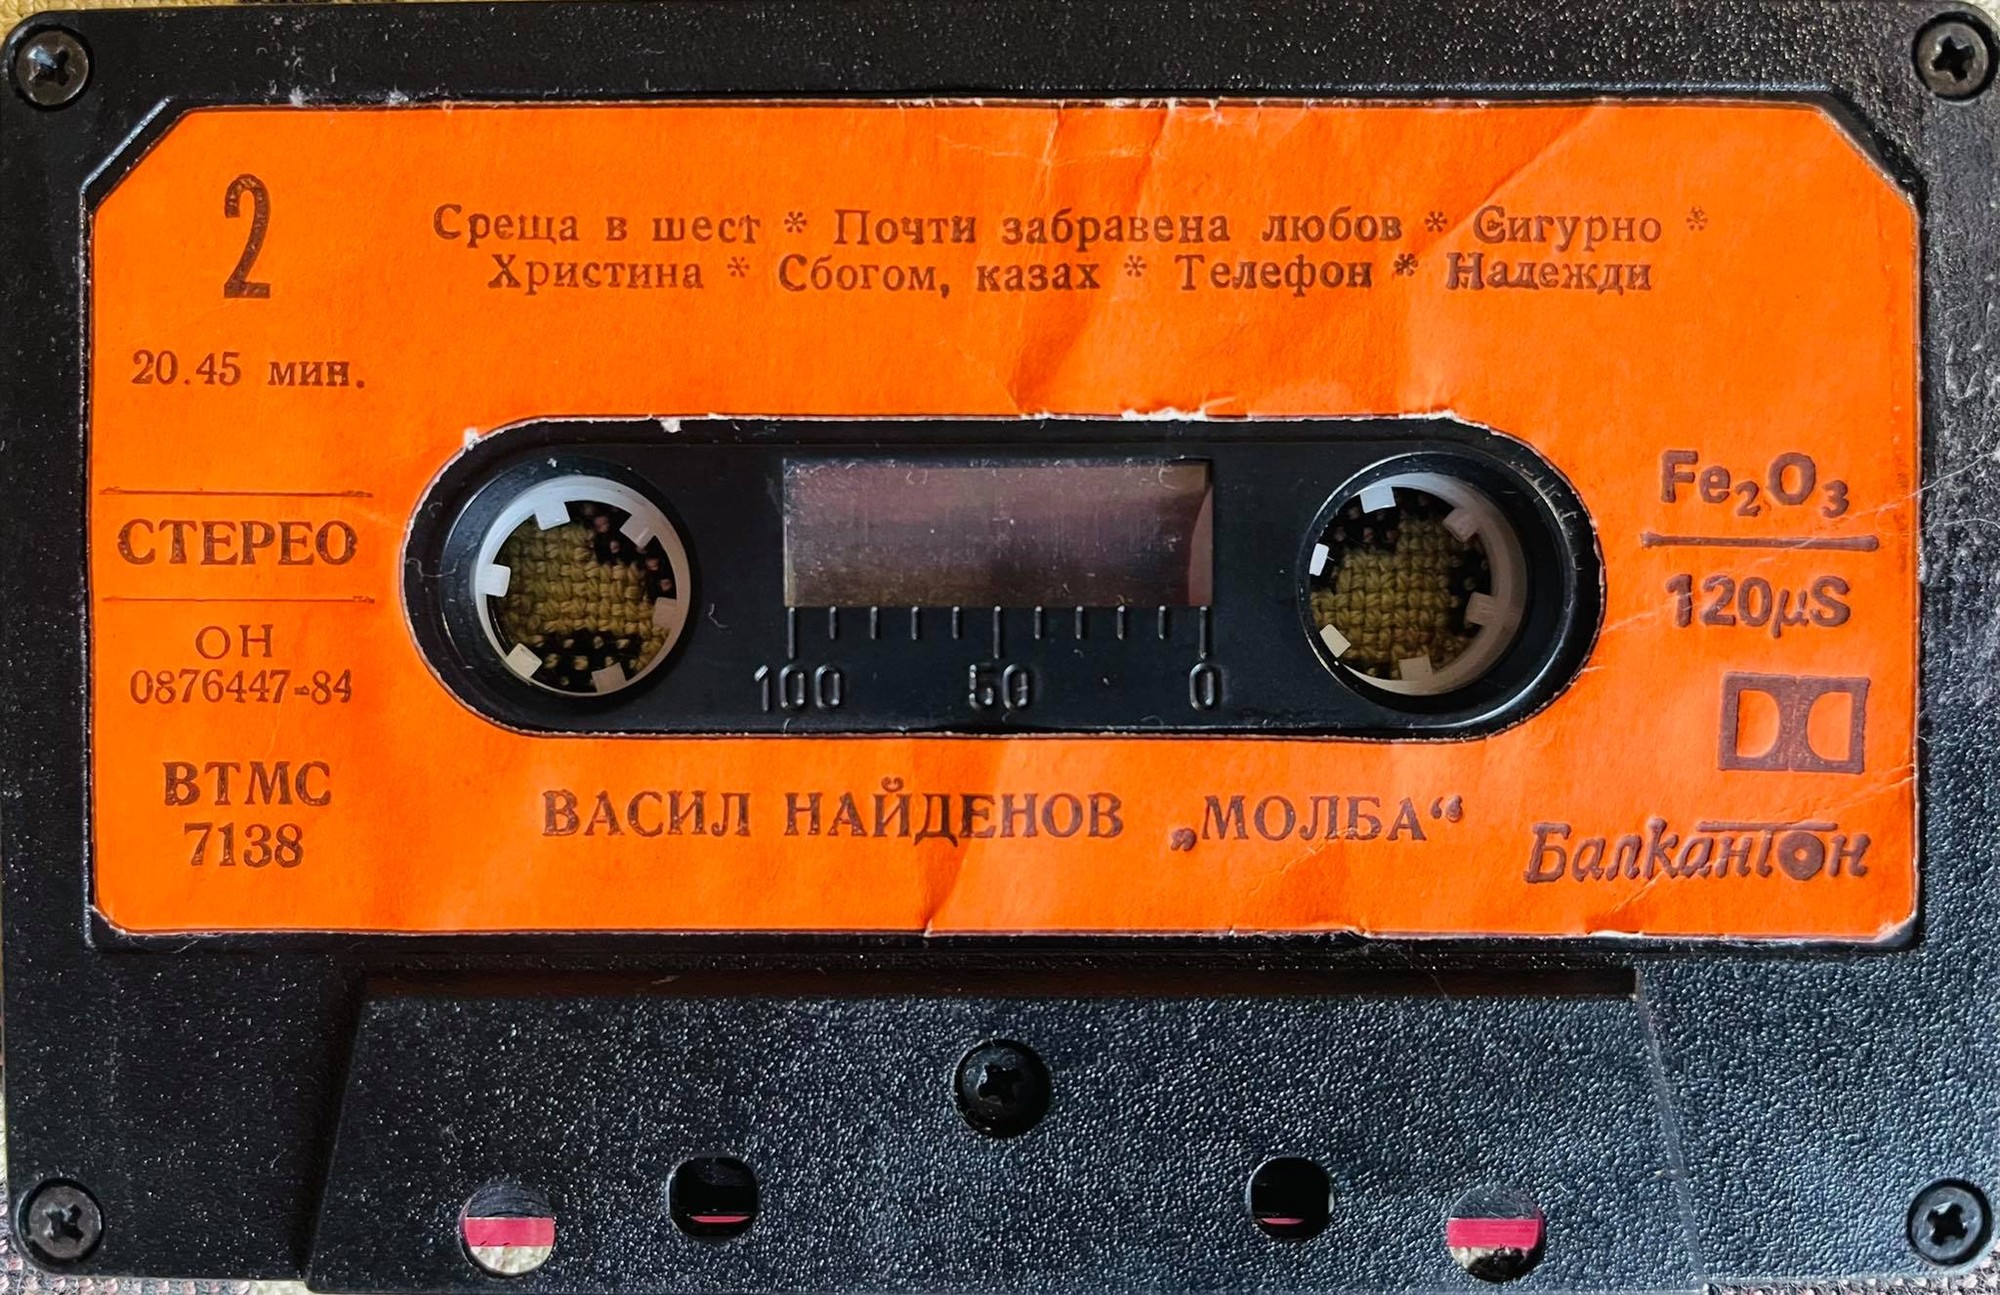 2
Среща в шест * Почти забравена любов * Сигурно *
Христина * Сбогом, казах * Телефон * Надежди
20.45 мин.
СТЕРЕО
ОН
0876447-84
ВТМС
7138
100 50 0
Fe₂O₃
120μS
ВАСИЛ НАЙДЕНОВ „МОЛБА“
Балкантон